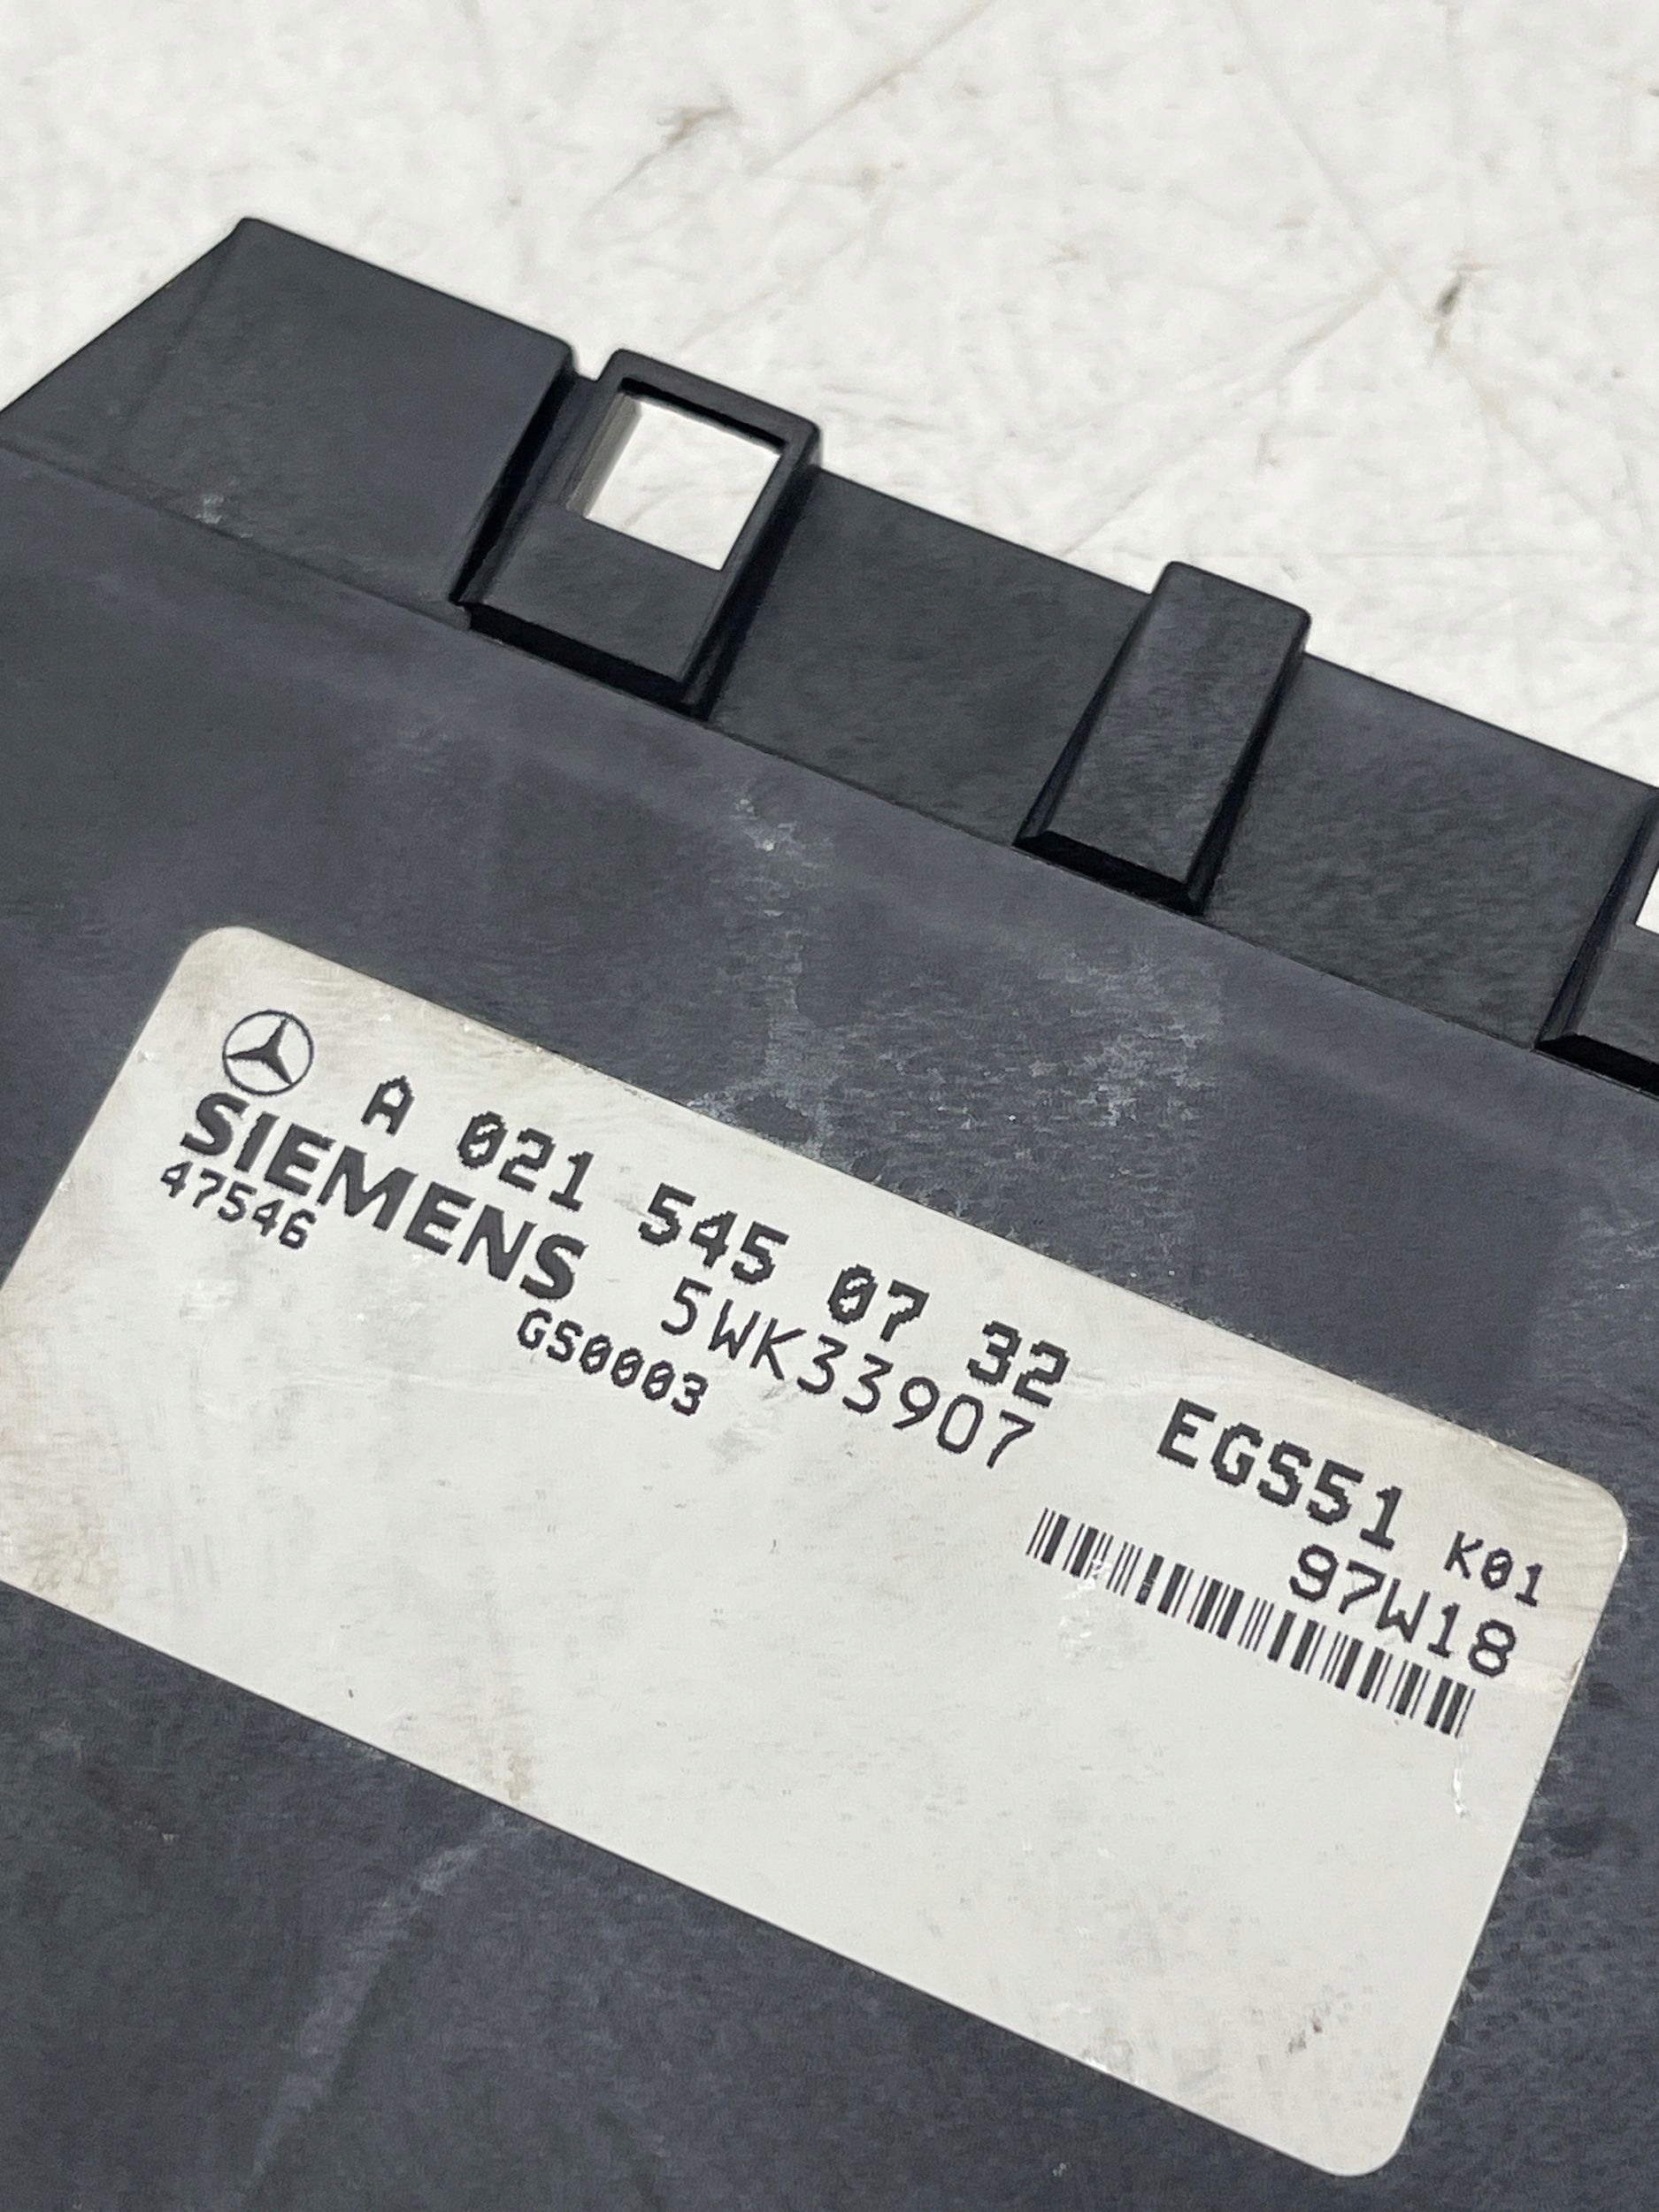 A 021 545 07 32 EGS51 K01
SIEMENS 5WK33907 97W18
47546 GS0003